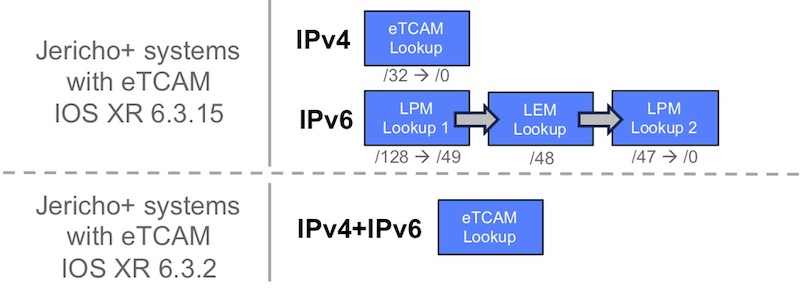 Jericho+ systems
with eTCAM
IOS XR 6.3.15
IPv4
eTCAM
Lookup
/32 → /0
IPv6
LPM
Lookup 1
LEM
Lookup
LPM
Lookup 2
/128 → /49
/48
/47 → /0
Jericho+ systems
with eTCAM
IOS XR 6.3.2
IPv4+IPv6
eTCAM
Lookup